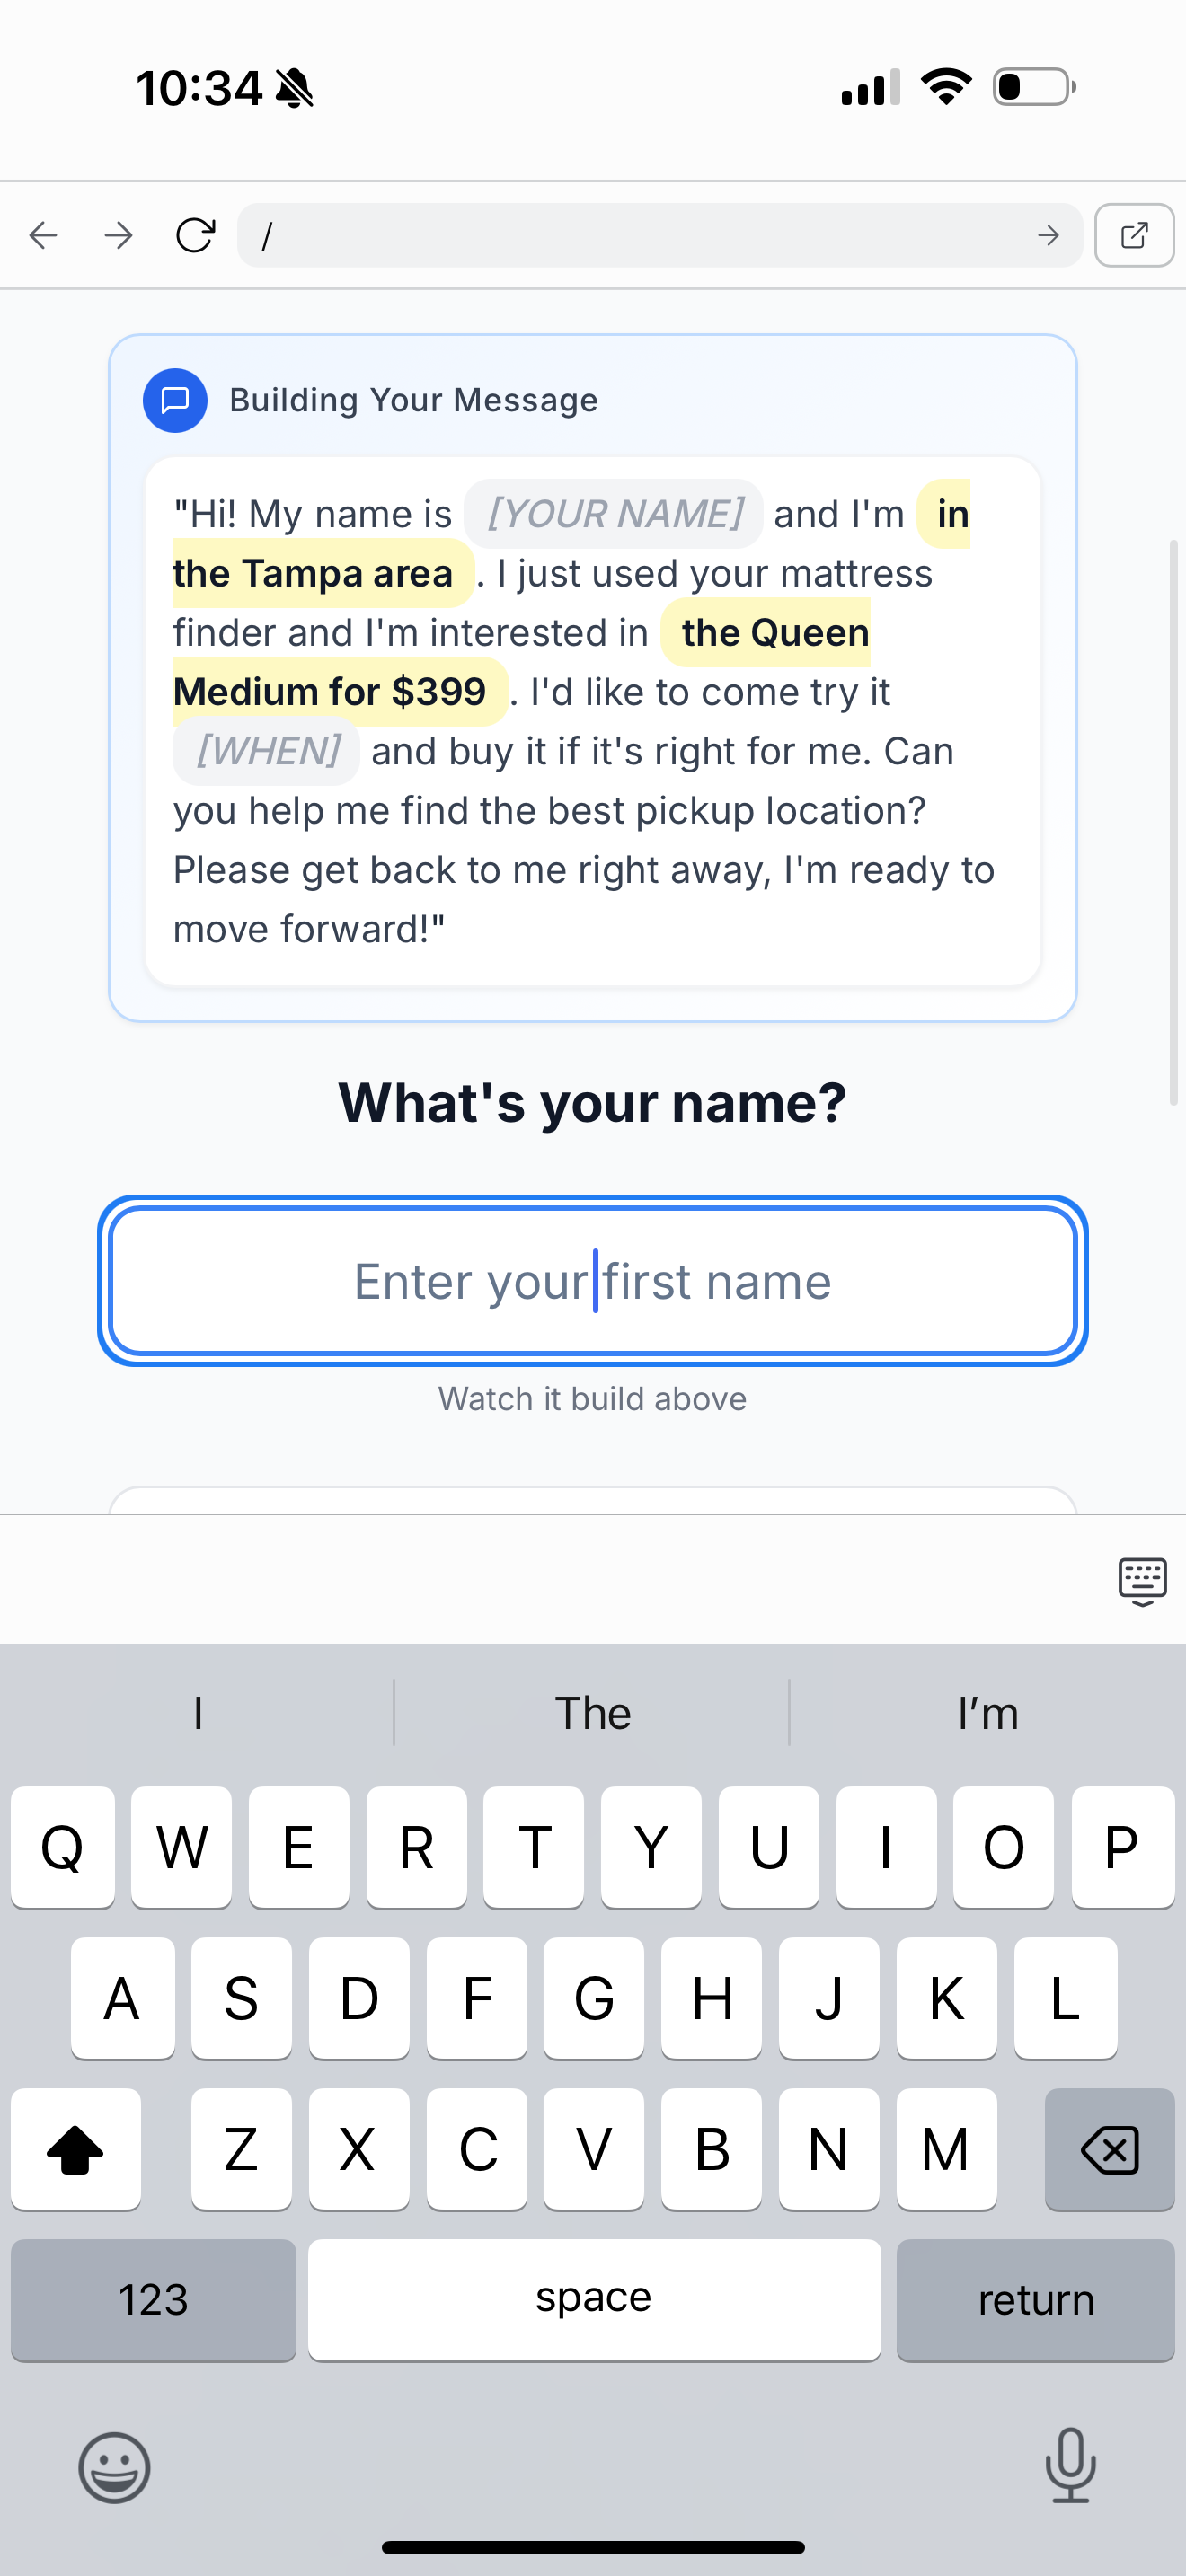 10:34
/
Building Your Message
"Hi! My name is [YOUR NAME] and I'm in
the Tampa area . I just used your mattress
finder and I'm interested in the Queen
Medium for $399 . I'd like to come try it
[WHEN] and buy it if it's right for me. Can
you help me find the best pickup location?
Please get back to me right away, I'm ready to
move forward!"
What's your name?
Enter your first name
Watch it build above
I The I’m
Q W E R T Y U I O P
A S D F G H J K L
Z X C V B N M
123 space return